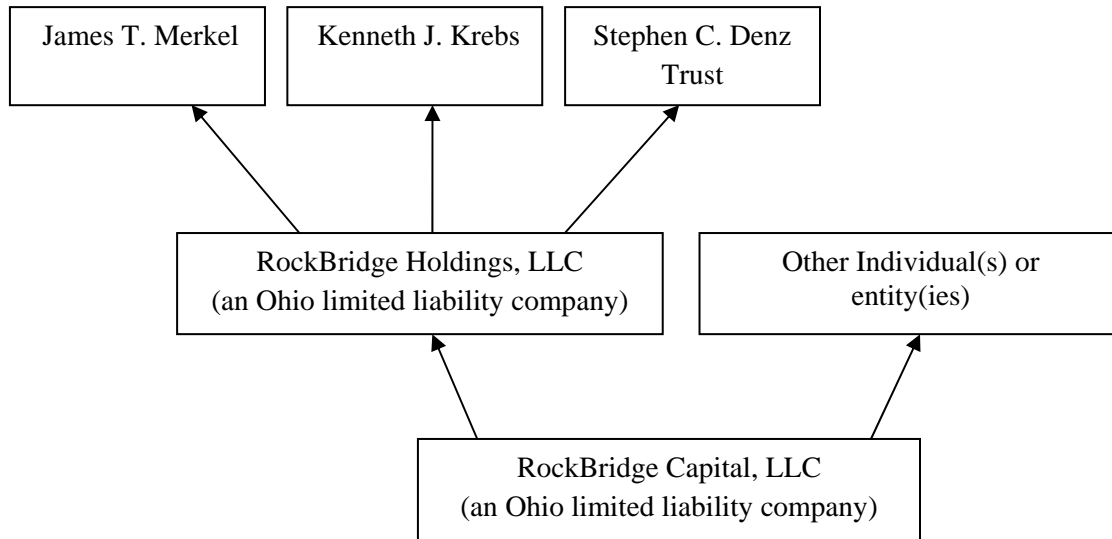 James T. Merkel
Kenneth J. Krebs
Stephen C. Denz
Trust
RockBridge Holdings, LLC
(an Ohio limited liability company)
Other Individual(s) or
entity(ies)
RockBridge Capital, LLC
(an Ohio limited liability company)